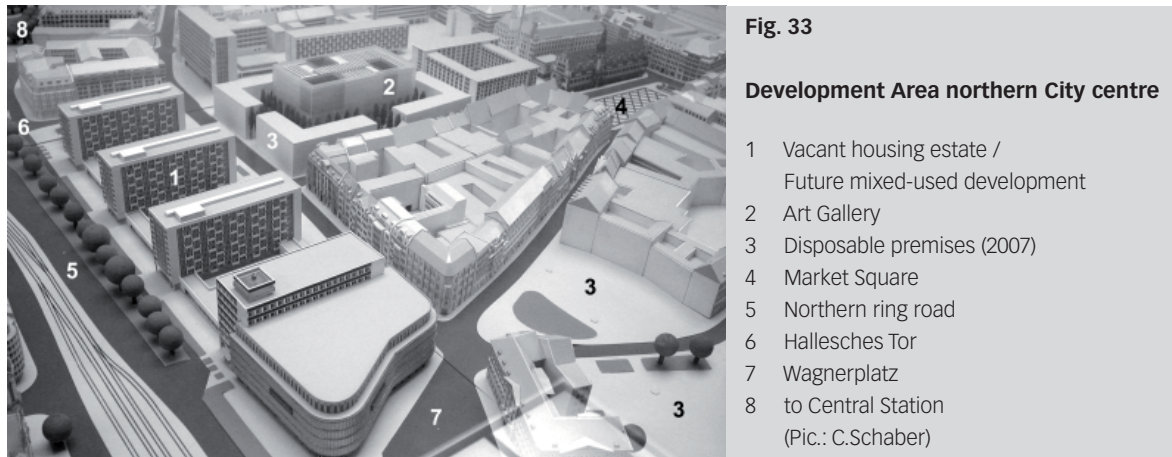 8
2
4
6
3
1
5
3
7
3
Fig. 33
Development Area northern City centre
1 Vacant housing estate /
Future mixed-used development
2 Art Gallery
3 Disposable premises (2007)
4 Market Square
5 Northern ring road
6 Hallesches Tor
7 Wagnerplatz
8 to Central Station
(Pic.: C.Schaber)